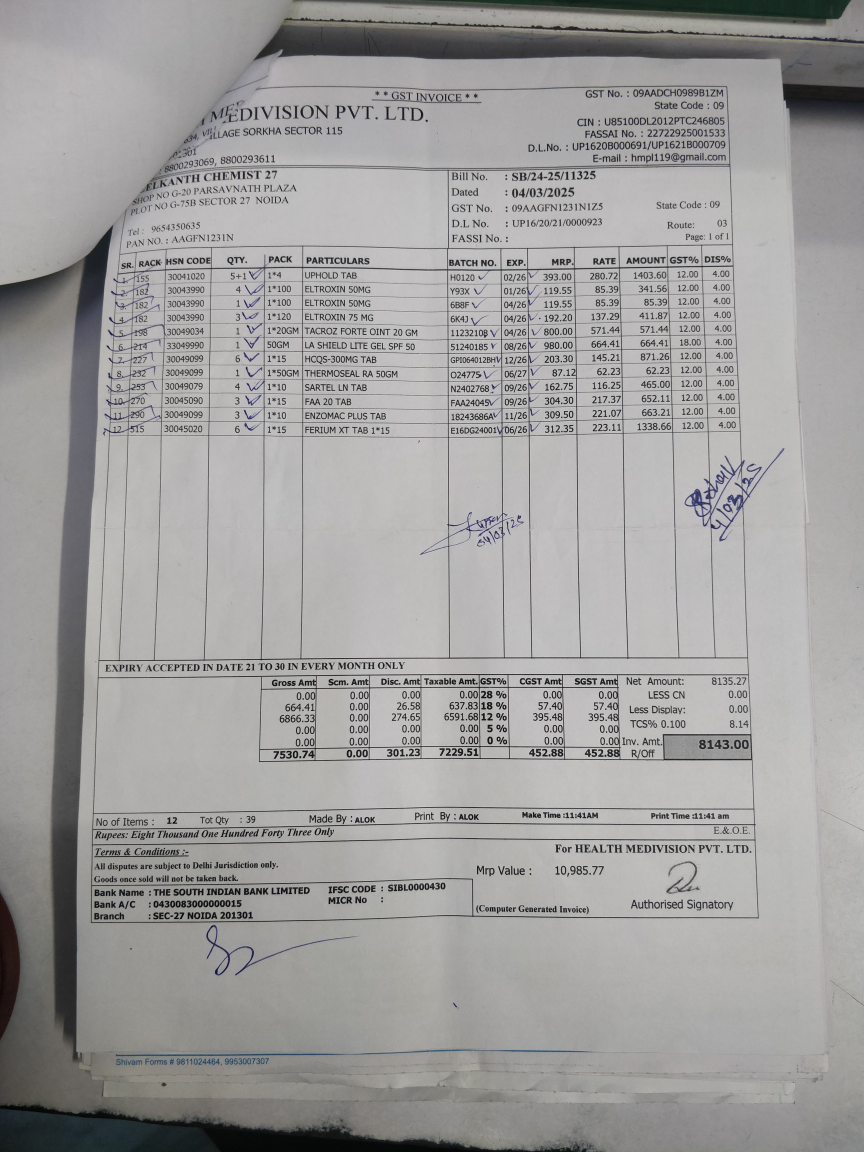 * * GST INVOICE * *
GST No. : 09AADCH0989B1ZM
State Code : 09
MEDIVISION PVT. LTD.
CIN : U85100DL2012PTC246805
VILLAGE SORKHA SECTOR 115
FASSAI No. : 22722925001533
D.L.No. : UP1620B000691/UP1621B000709
8800293069, 8800293611
E-mail : hmpl119@gmail.com
ELKANTH CHEMIST 27
SHOP NO G-20 PARSAVNATH PLAZA
PLOT NO G-75B SECTOR 27 NOIDA
Tel : 9654350635
PAN NO. : AAGFN1231N
Bill No. : SB/24-25/11325
Dated : 04/03/2025
GST No. : 09AAGFN1231N1Z5 State Code : 09
D.L No. : UP16/20/21/0000923 Route: 03
FASSI No. : Page: 1 of 1
SR. RACK HSN CODE QTY. PACK PARTICULARS BATCH NO. EXP. MRP. RATE AMOUNT GST% DIS%
1. 155 30041020 5+1 1*4 UPHOLD TAB H0120 02/26 393.00 280.72 1403.60 12.00 4.00
2. 182 30043990 4 1*100 ELTROXIN 50MG Y93X 01/26 119.55 85.39 341.56 12.00 4.00
3. 182 30043990 1 1*100 ELTROXIN 50MG 6B8F 04/26 119.55 85.39 85.39 12.00 4.00
4. 182 30043990 3 1*120 ELTROXIN 75 MG 6K4J 04/26 192.20 137.29 411.87 12.00 4.00
5. 198 30049034 1 1*20GM TACROZ FORTE OINT 20 GM 11232108 04/26 800.00 571.44 571.44 12.00 4.00
6. 214 33049990 1 50GM LA SHIELD LITE GEL SPF 50 51240185 08/26 980.00 664.41 664.41 18.00 4.00
7. 227 30049099 6 1*15 HCQS-300MG TAB GPI064012BH 12/26 203.30 145.21 871.26 12.00 4.00
8. 232 30049099 1 1*50GM THERMOSEAL RA 50GM O24775 06/27 87.12 62.23 62.23 12.00 4.00
9. 253 30049079 4 1*10 SARTEL LN TAB N2402768 09/26 162.75 116.25 465.00 12.00 4.00
10. 270 30045090 3 1*15 FAA 20 TAB FAA24045 09/26 304.30 217.37 652.11 12.00 4.00
11. 290 30049099 3 1*10 ENZOMAC PLUS TAB 18243686A 11/26 309.50 221.07 663.21 12.00 4.00
12. 515 30045020 6 1*15 FERIUM XT TAB 1*15 E16DG24001 06/26 312.35 223.11 1338.66 12.00 4.00
4/03/25
04/03/25
EXPIRY ACCEPTED IN DATE 21 TO 30 IN EVERY MONTH ONLY
Gross Amt Scm. Amt Disc. Amt Taxable Amt. GST% CGST Amt SGST Amt
0.00 0.00 0.00 0.00 28 % 0.00 0.00
664.41 0.00 26.58 637.83 18 % 57.40 57.40
6866.33 0.00 274.65 6591.68 12 % 395.48 395.48
0.00 0.00 0.00 0.00 5 % 0.00 0.00
0.00 0.00 0.00 0.00 0 % 0.00 0.00
7530.74 0.00 301.23 7229.51 452.88 452.88
Net Amount: 8135.27
LESS CN 0.00
Less Display: 0.00
TCS% 0.100 8.14
Inv. Amt. 8143.00
R/Off
No of Items : 12 Tot Qty : 39 Made By : ALOK Print By : ALOK Make Time :11:41AM Print Time :11:41 am
Rupees: Eight Thousand One Hundred Forty Three Only E.& O.E.
Terms & Conditions :-
All disputes are subject to Delhi Jurisdiction only.
Goods once sold will not be taken back.
Bank Name : THE SOUTH INDIAN BANK LIMITED IFSC CODE : SIBL0000430
Bank A/C : 0430083000000015 MICR No :
Branch : SEC-27 NOIDA 201301
For HEALTH MEDIVISION PVT. LTD.
Mrp Value : 10,985.77
(Computer Generated Invoice) Authorised Signatory
Shivam Forms # 9811024464, 9953007307